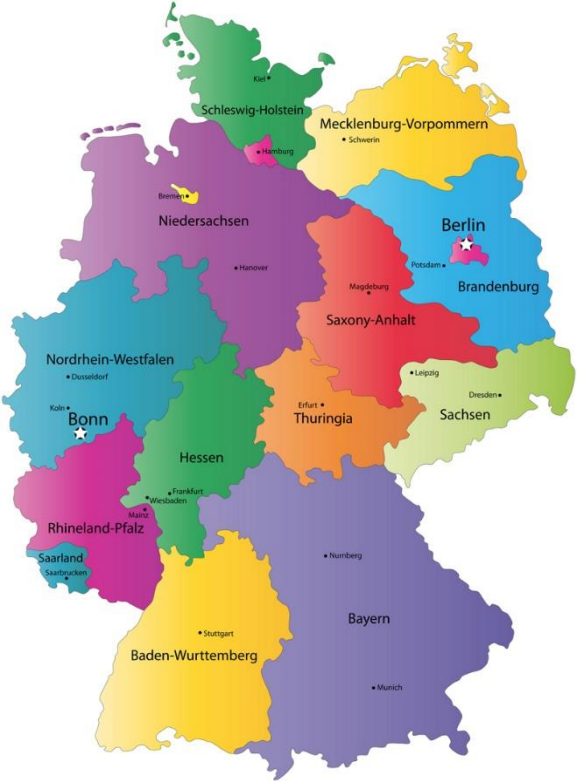 Kiel
Schleswig-Holstein
Mecklenburg-Vorpommern
Schwerin
Hamburg
Bremen
Niedersachsen
Berlin
Hanover
Potsdam
Brandenburg
Magdeburg
Saxony-Anhalt
Nordrhein-Westfalen
Dusseldorf
Leipzig
Dresden
Koln
Erfurt
Sachsen
Bonn
Thuringia
Hessen
Frankfurt
Wiesbaden
Mainz
Rhineland-Pfalz
Saarland
Saarbrucken
Nurnberg
Bayern
Stuttgart
Baden-Wurttemberg
Munich